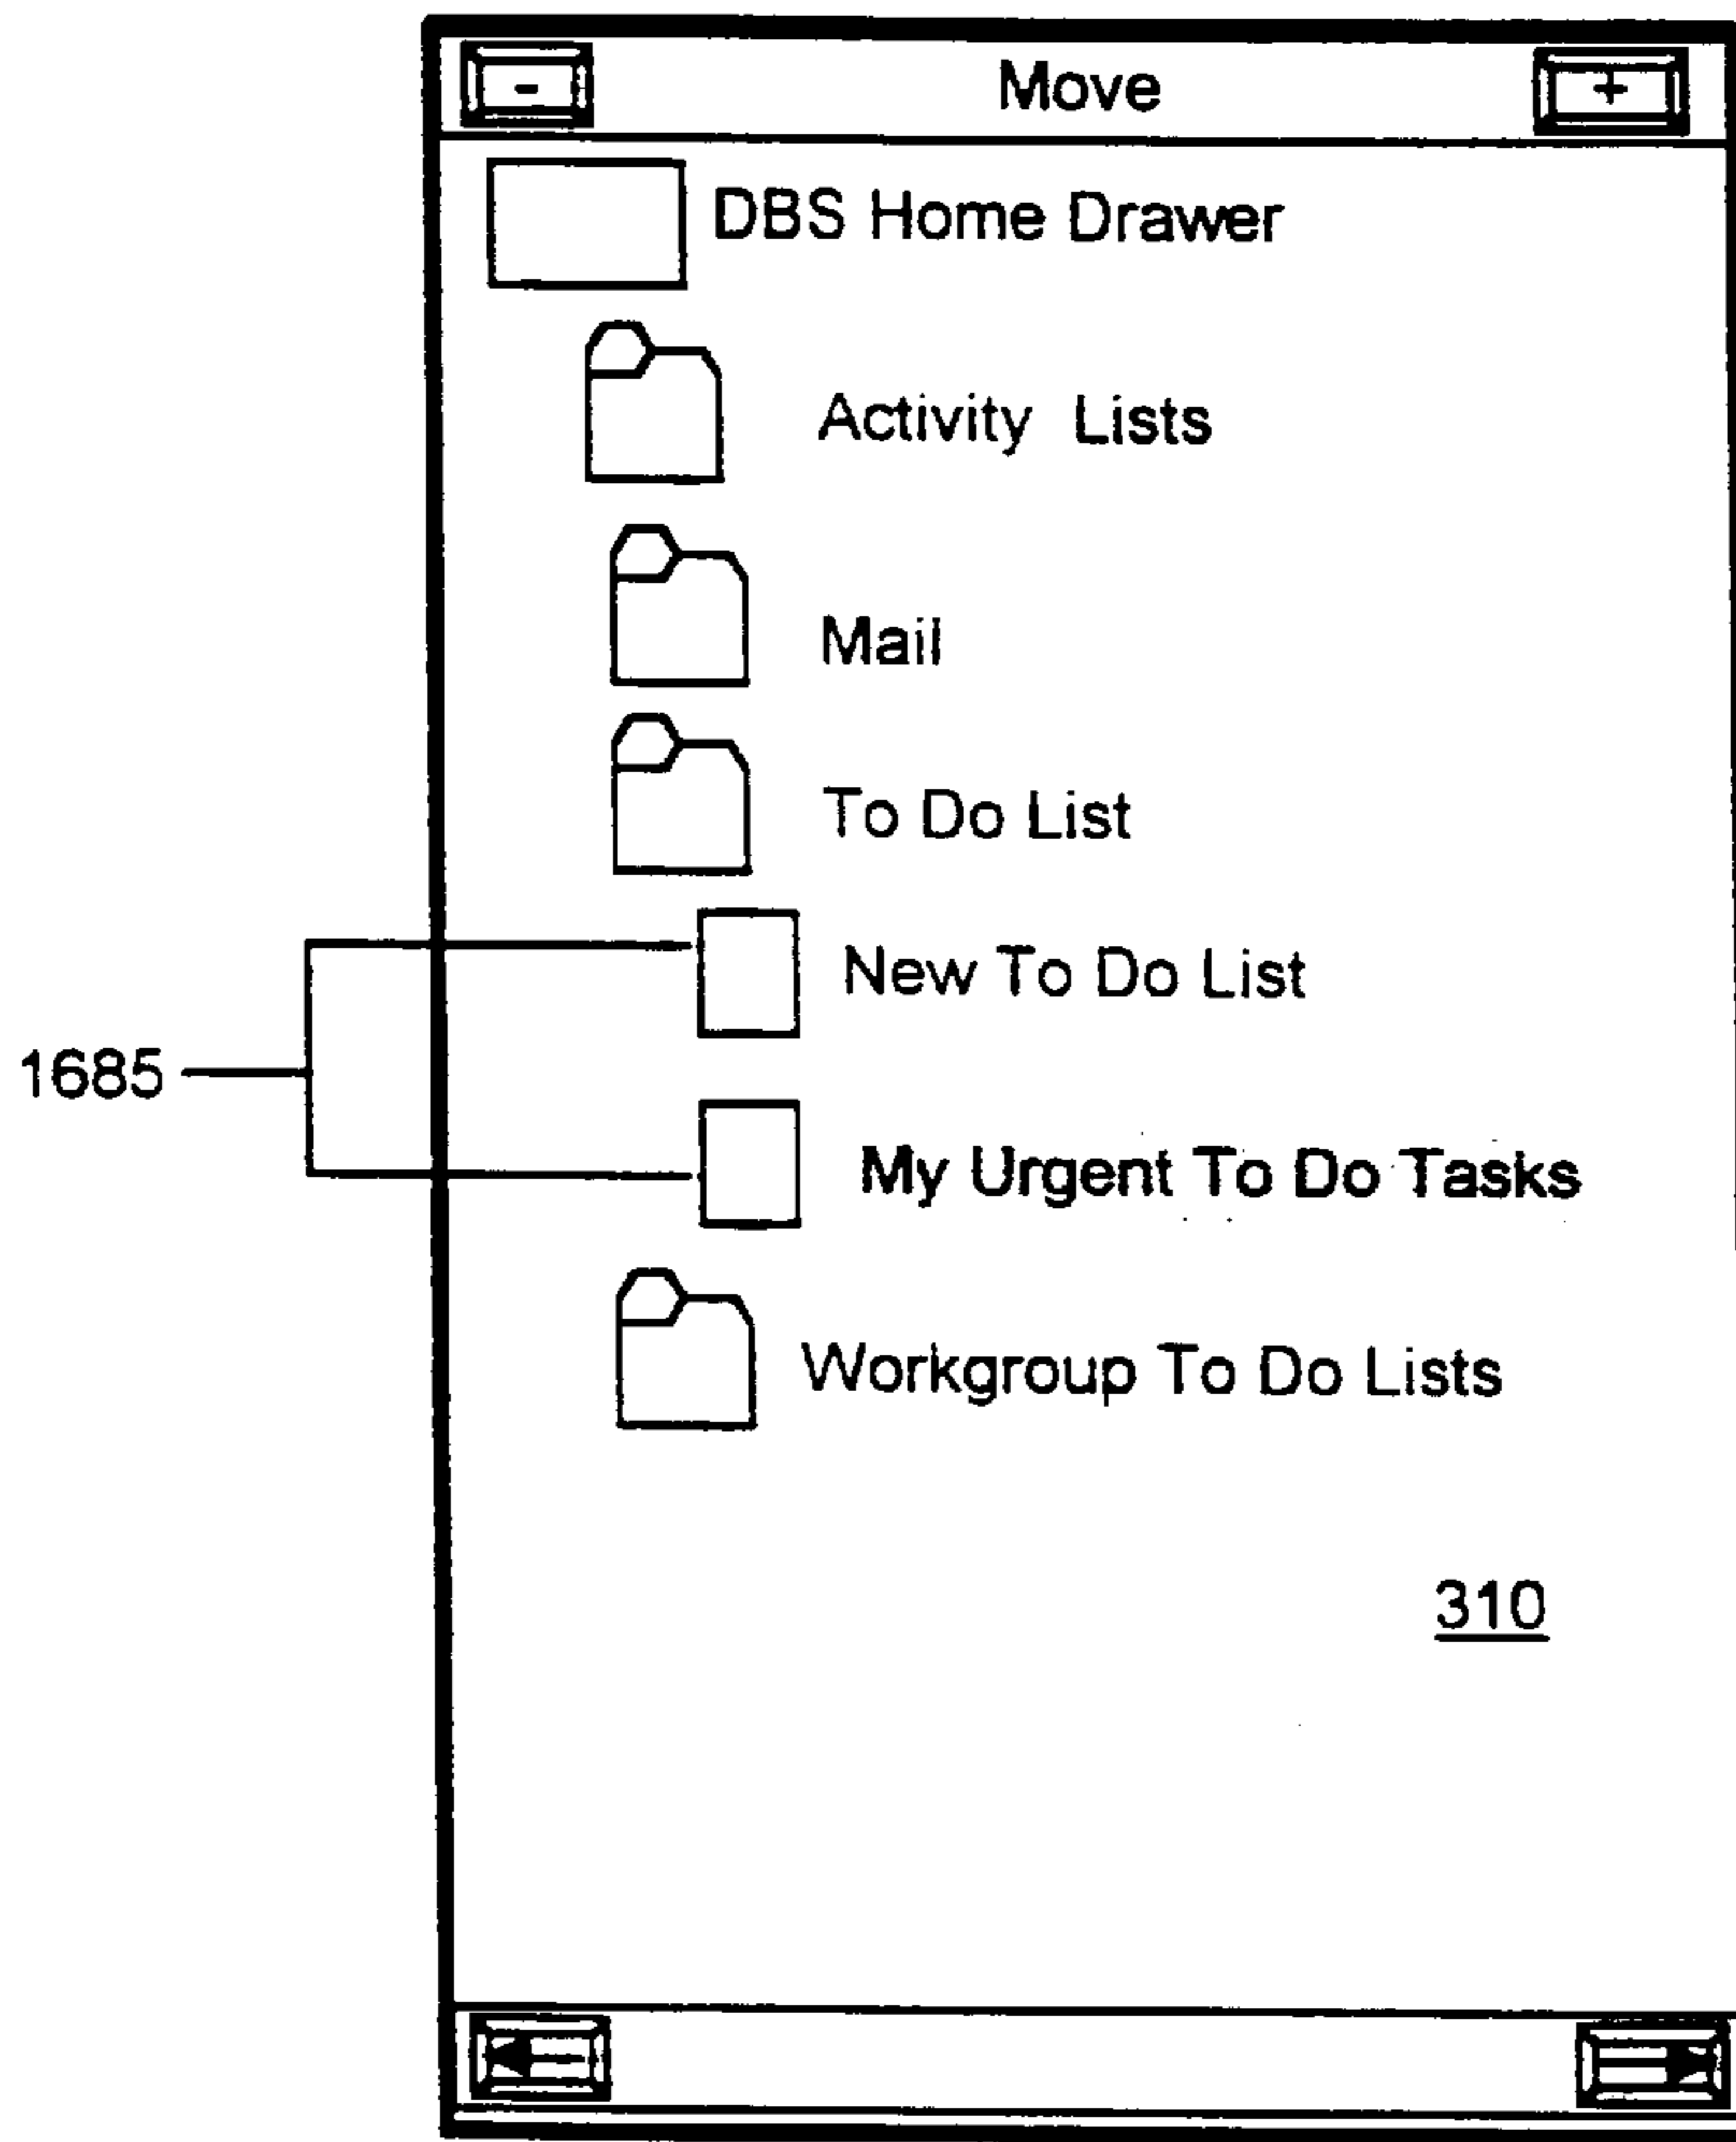 - Move +
DBS Home Drawer
Activity Lists
Mail
To Do List
New To Do List
1685
My Urgent To Do Tasks
Workgroup To Do Lists
310